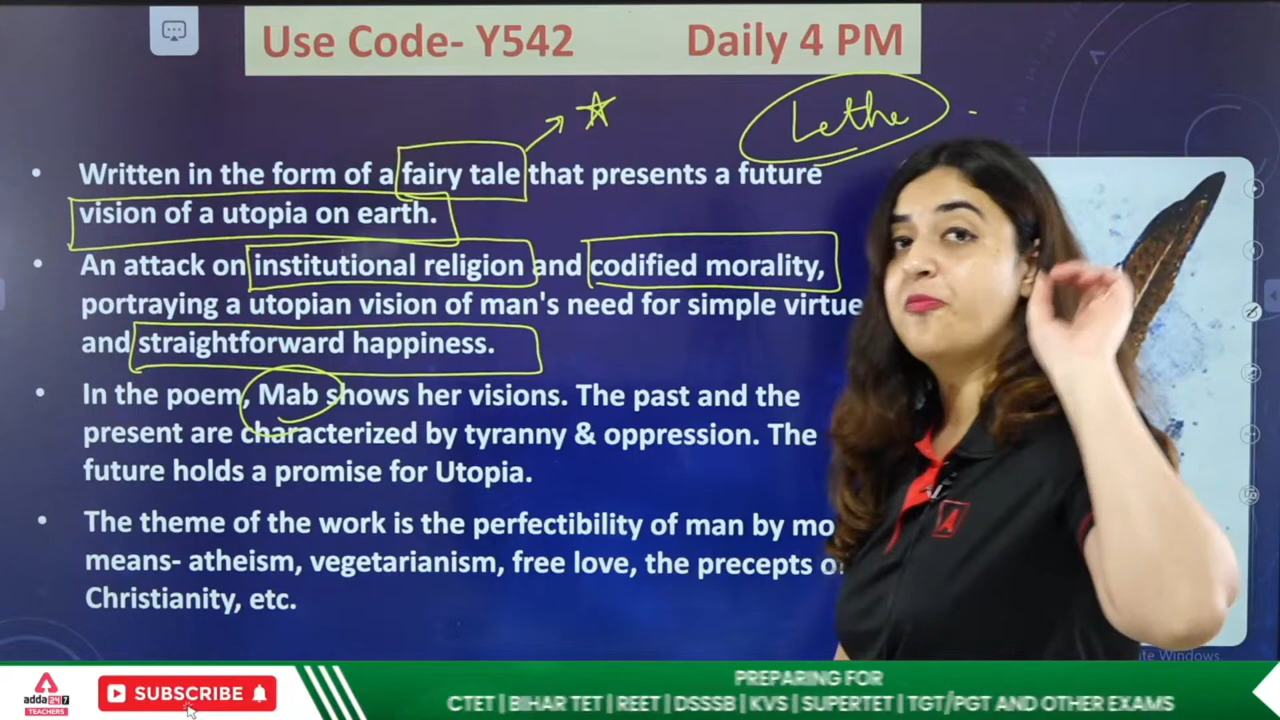 Use Code- Y542 Daily 4 PM
Lethe
• Written in the form of a fairy tale that presents a future
vision of a utopia on earth.
• An attack on institutional religion and codified morality,
portraying a utopian vision of man's need for simple virtue
and straightforward happiness.
• In the poem, Mab shows her visions. The past and the
present are characterized by tyranny & oppression. The
future holds a promise for Utopia.
• The theme of the work is the perfectibility of man by mo
means- atheism, vegetarianism, free love, the precepts o
Christianity, etc.
te Windows
PREPARING FOR
adda247
TEACHERS
SUBSCRIBE
CTET | BIHAR TET | REET | DSSSB | KVS | SUPERTET | TGT/PGT AND OTHER EXAMS